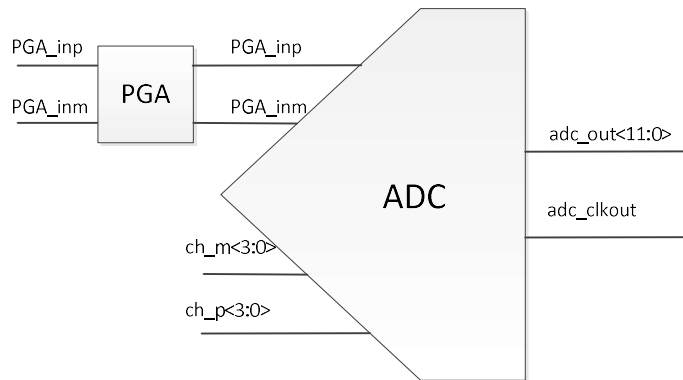 PGA_inp
PGA_inp
PGA
PGA_inm
PGA_inm
adc_out<11:0>
ADC
adc_clkout
ch_m<3:0>
ch_p<3:0>